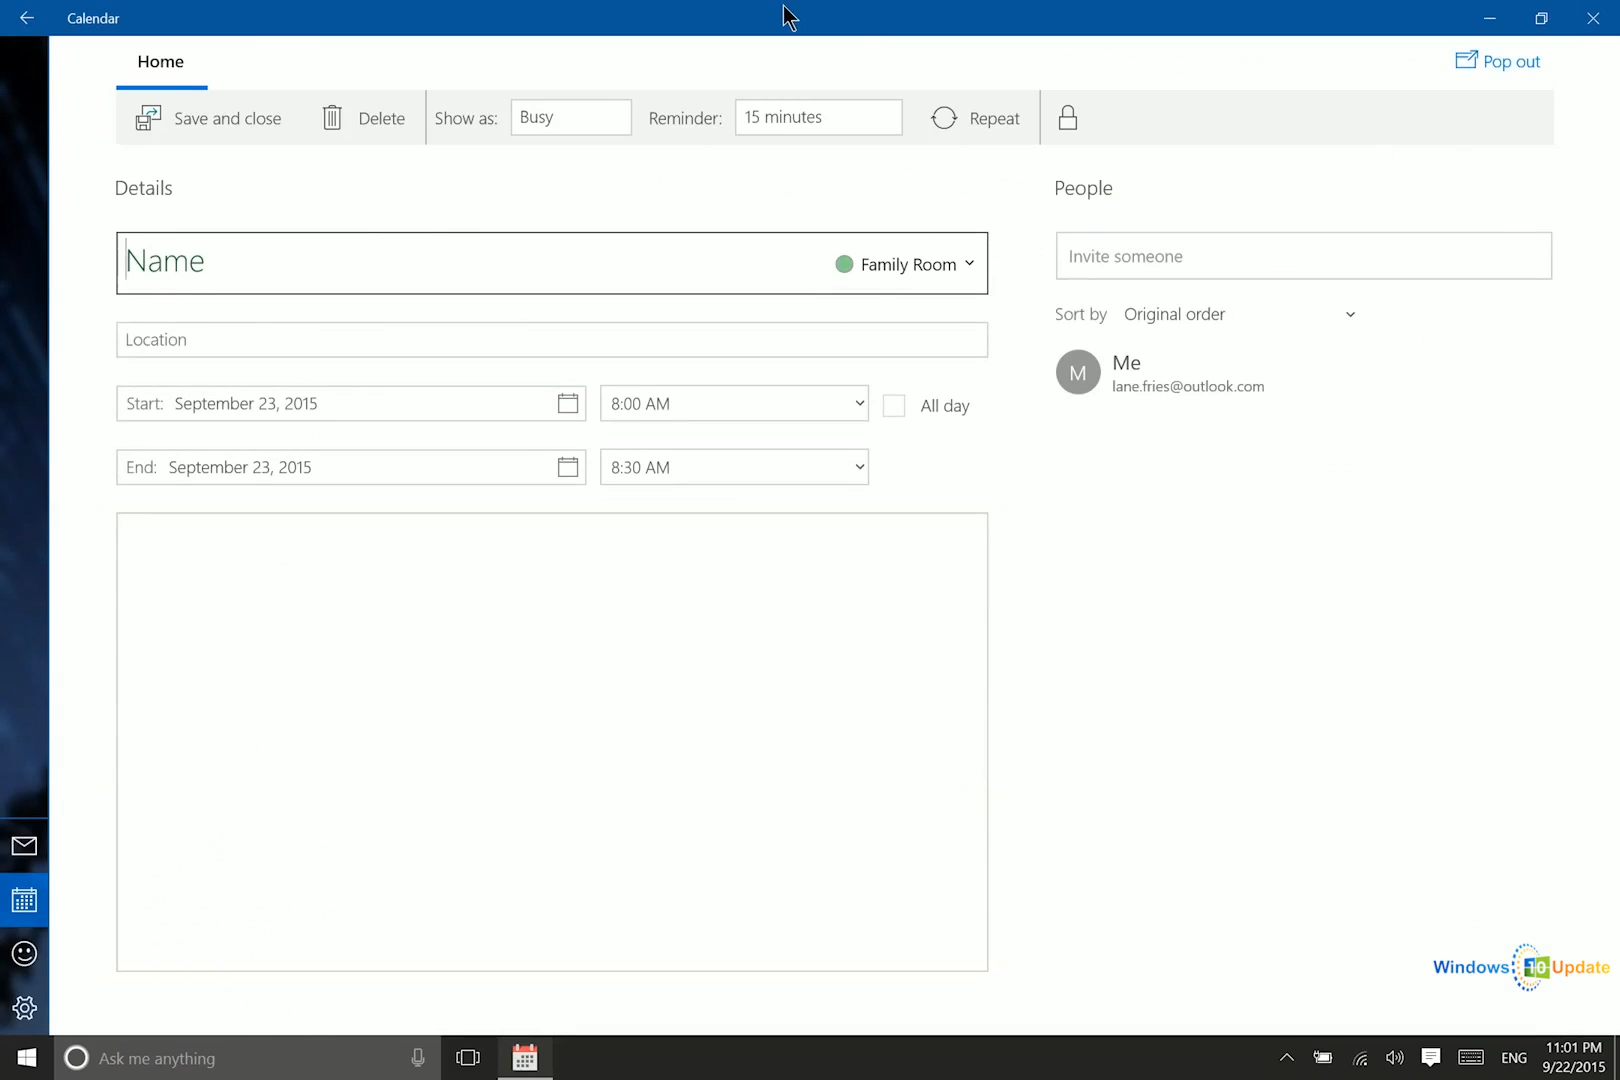 Calendar
Home
Pop out
Save and close
Delete
Show as:
Busy
Reminder:
15 minutes
Repeat
Details
People
Name
Family Room
Invite someone
Location
Sort by Original order
M
Me
lane.fries@outlook.com
Start: September 23, 2015
8:00 AM
All day
End: September 23, 2015
8:30 AM
Windows 10 Update
Ask me anything
ENG
11:01 PM
9/22/2015